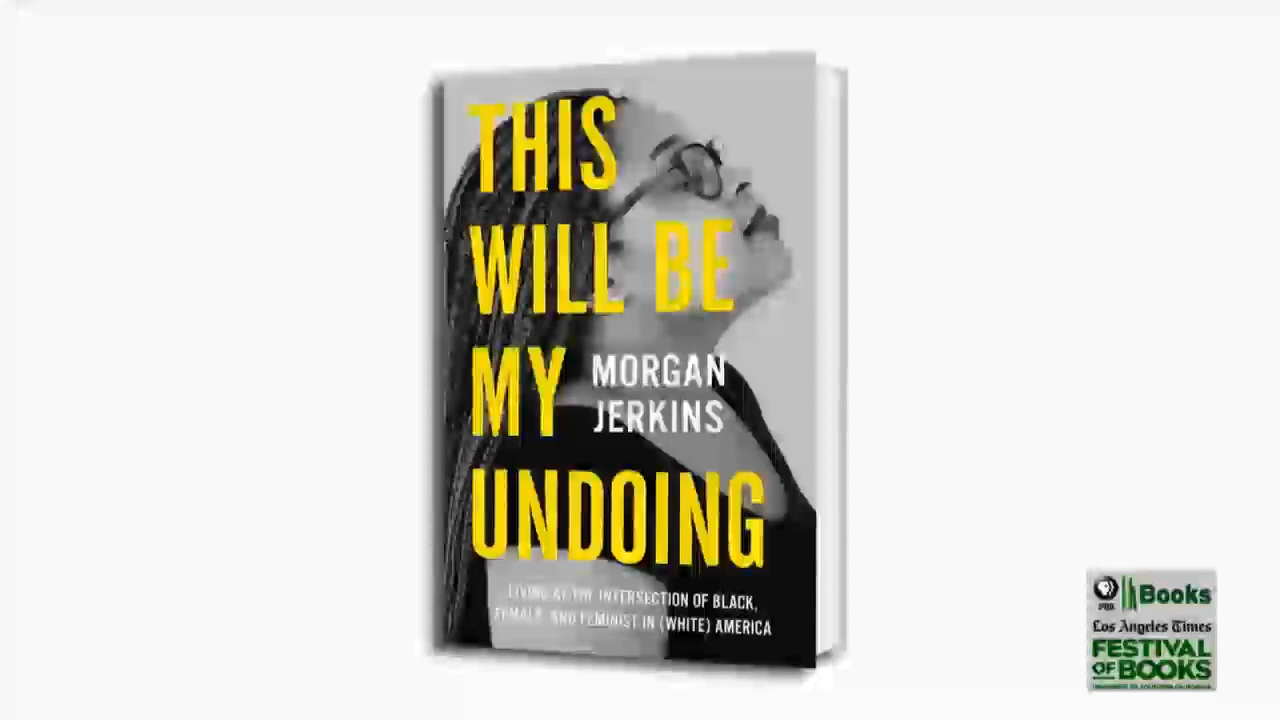 THIS
WILL BE
MY
MORGAN
JERKINS
UNDOING
LIVING AT THE INTERSECTION OF BLACK,
FEMALE, AND FEMINIST IN (WHITE) AMERICA
PBS Books
Los Angeles Times
FESTIVAL
OF BOOKS